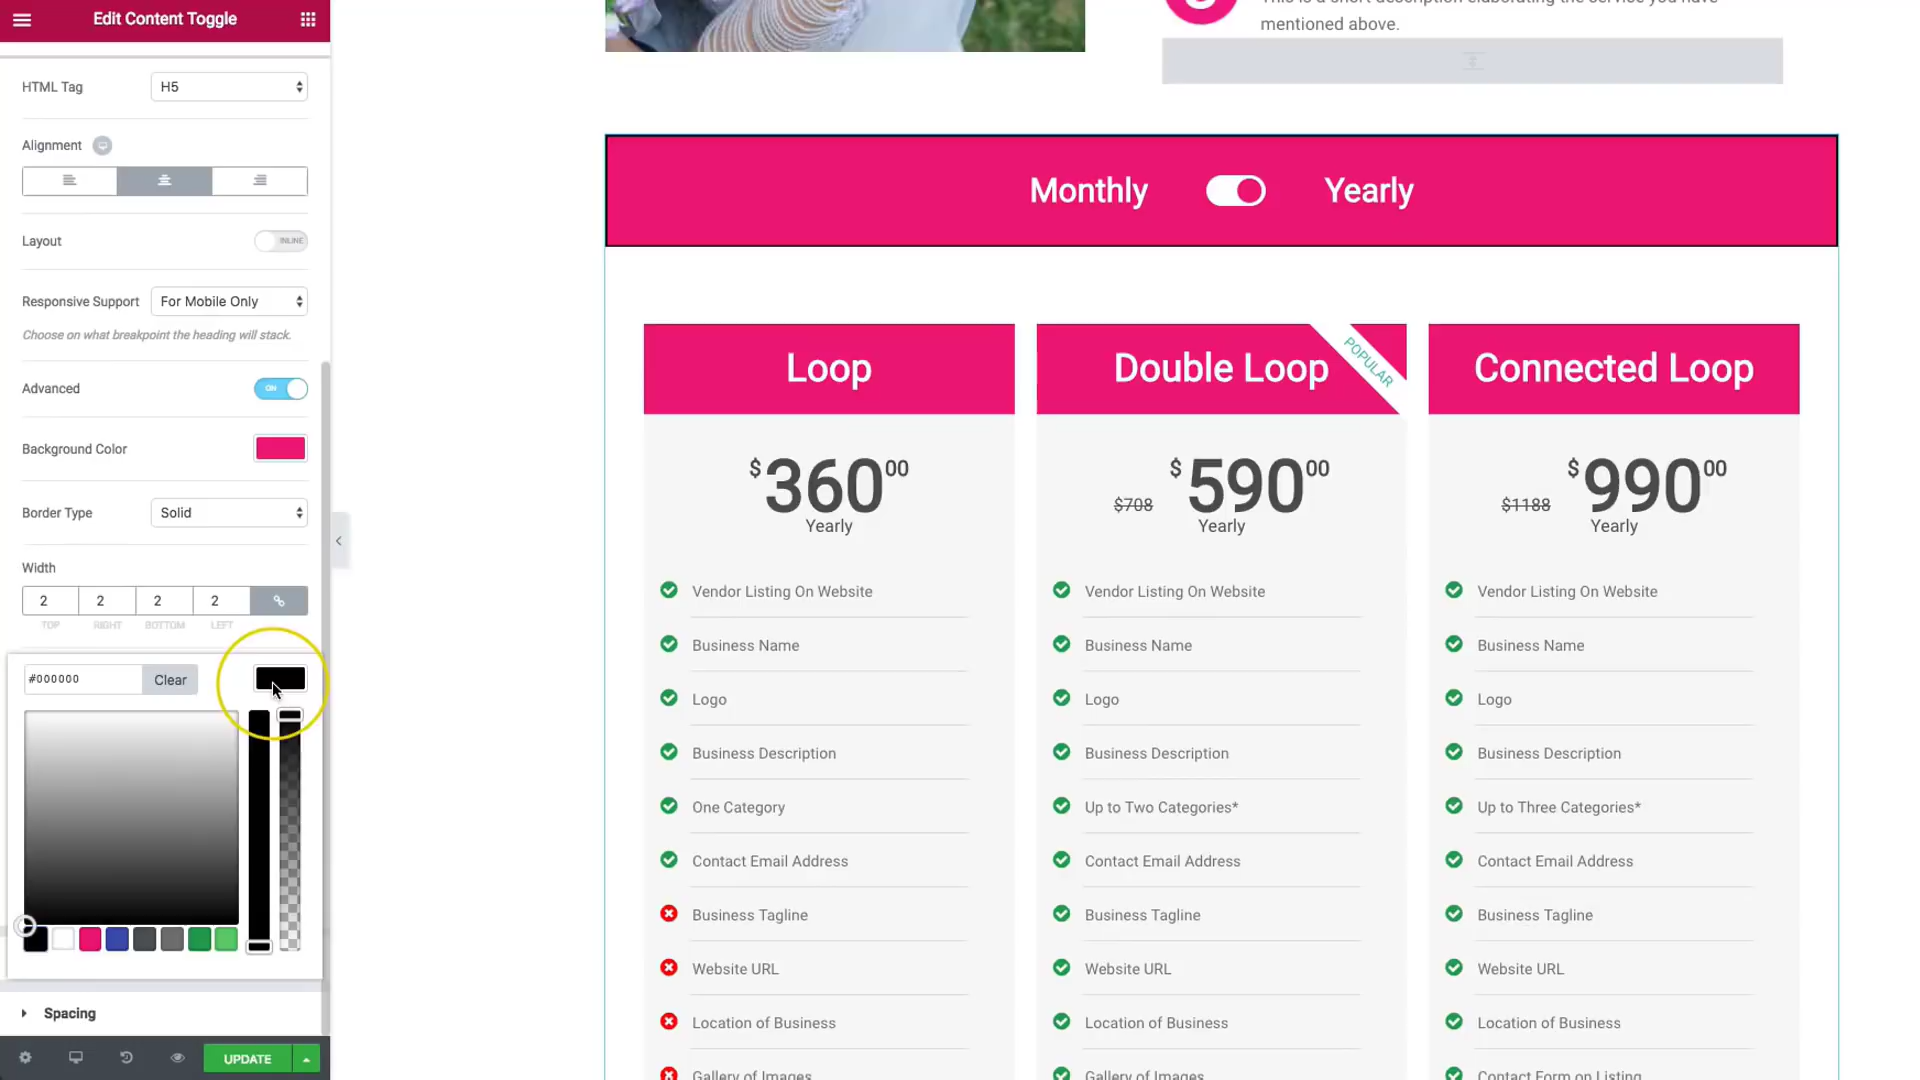 Edit Content Toggle
HTML Tag
H5
Alignment
Layout
INLINE
Responsive Support
For Mobile Only
Choose on what breakpoint the heading will stack.
Advanced
ON
Background Color
Border Type
Solid
Width
2 2 2 2
TOP RIGHT BOTTOM LEFT
#000000
Clear
Spacing
UPDATE
mentioned above.
Monthly Yearly
Loop
$36000
Yearly
Vendor Listing On Website
Business Name
Logo
Business Description
One Category
Contact Email Address
Business Tagline
Website URL
Location of Business
Gallery of Images
Double Loop
POPULAR
$708 $59000
Yearly
Vendor Listing On Website
Business Name
Logo
Business Description
Up to Two Categories*
Contact Email Address
Business Tagline
Website URL
Location of Business
Gallery of Images
Connected Loop
$1188 $99000
Yearly
Vendor Listing On Website
Business Name
Logo
Business Description
Up to Three Categories*
Contact Email Address
Business Tagline
Website URL
Location of Business
Contact Form on Listing